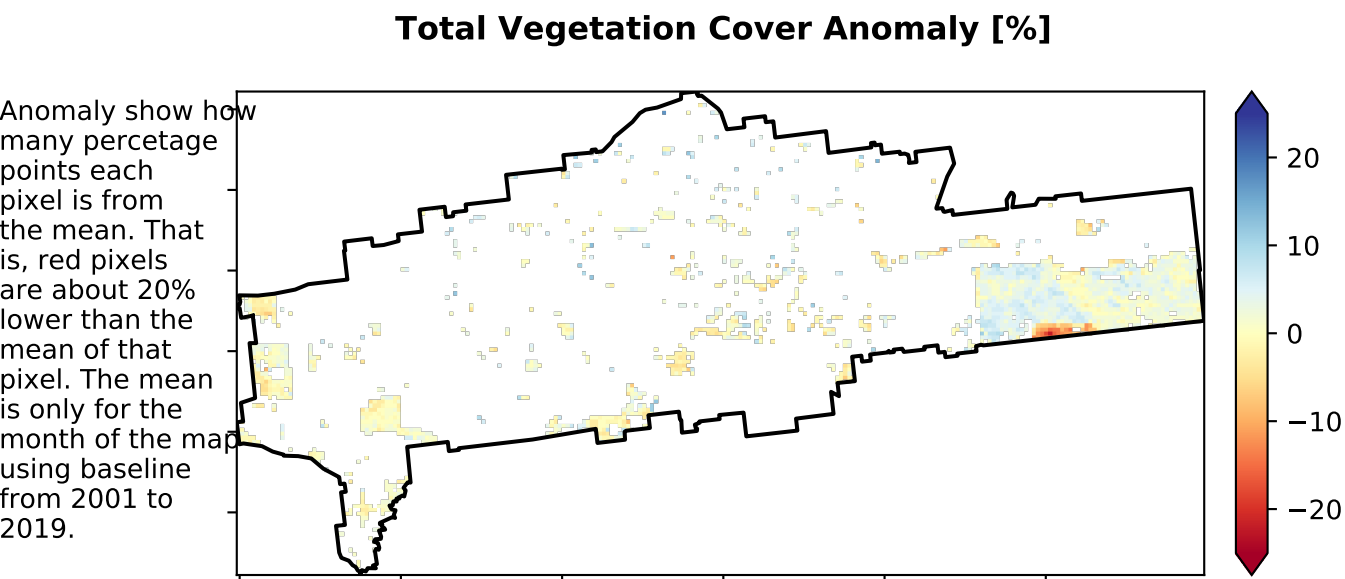 Total Vegetation Cover Anomaly [%]
Anomaly show how
many percetage
points each
pixel is from
the mean. That
is, red pixels
are about 20%
lower than the
mean of that
pixel. The mean
is only for the
month of the map
using baseline
from 2001 to
2019.
20
10
0
−10
−20